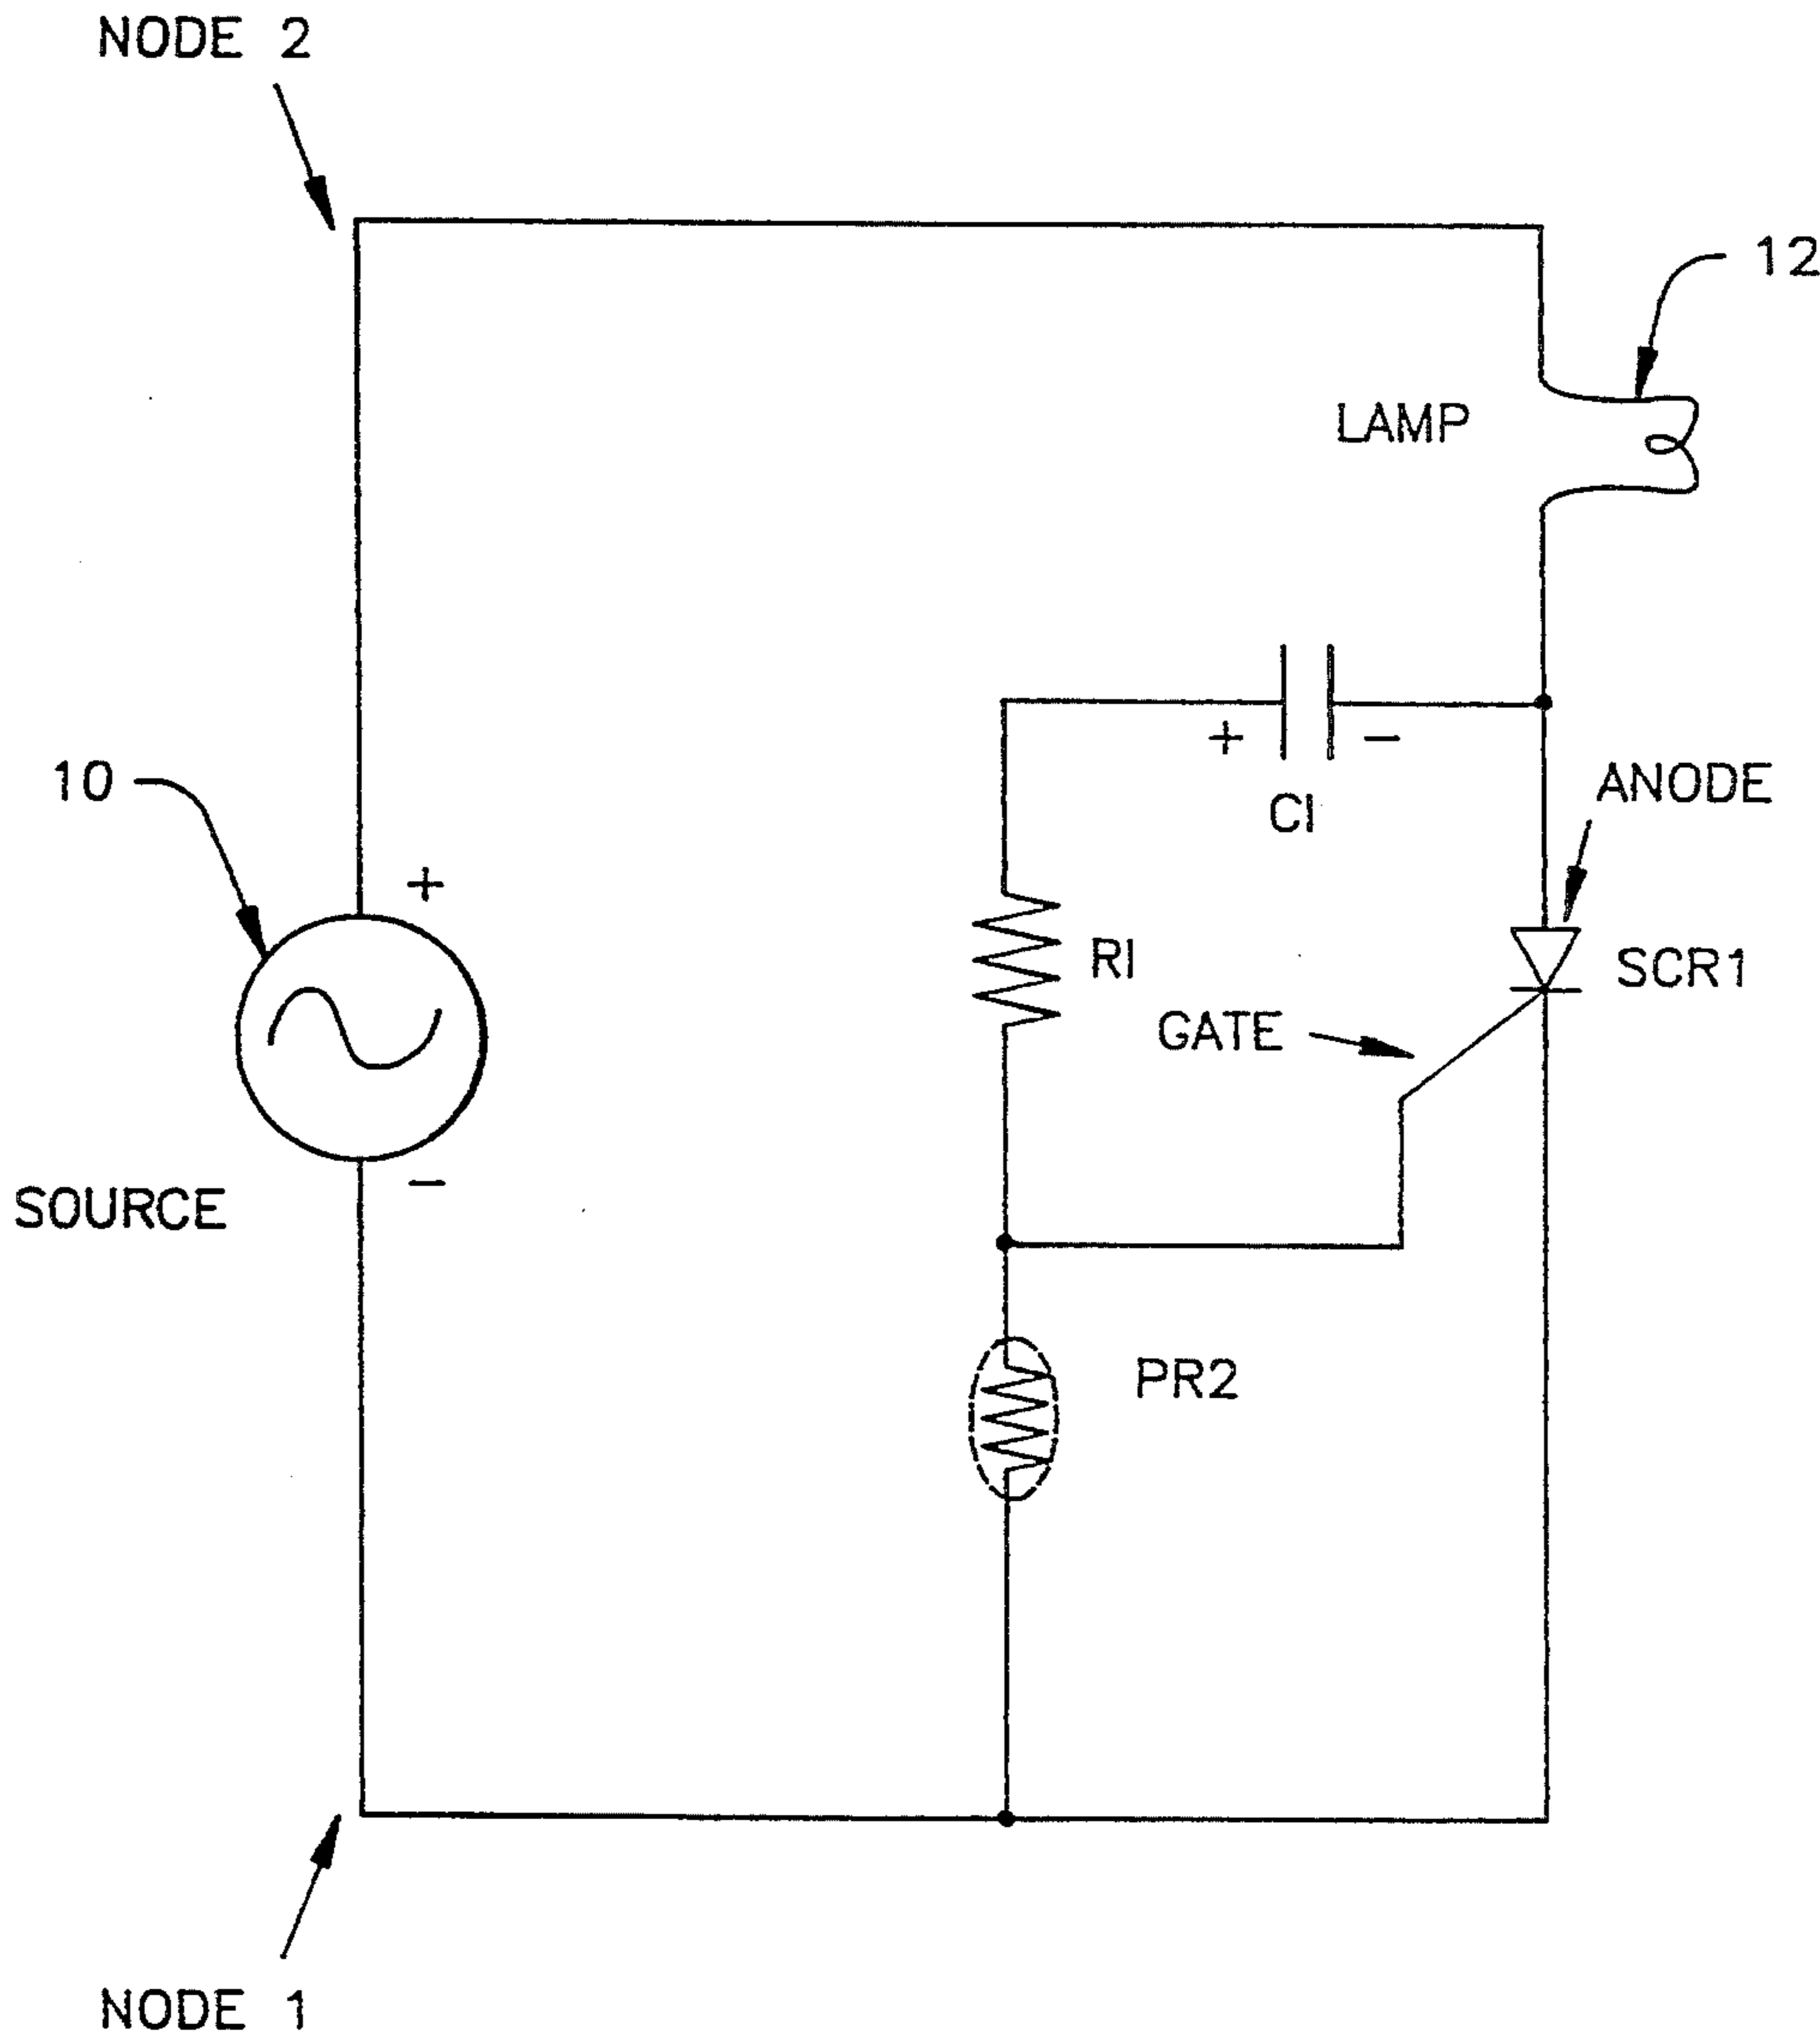 NODE 2
12
LAMP
+ −
10
ANODE
CI
+
RI
SCR1
GATE
−
SOURCE
PR2
NODE 1